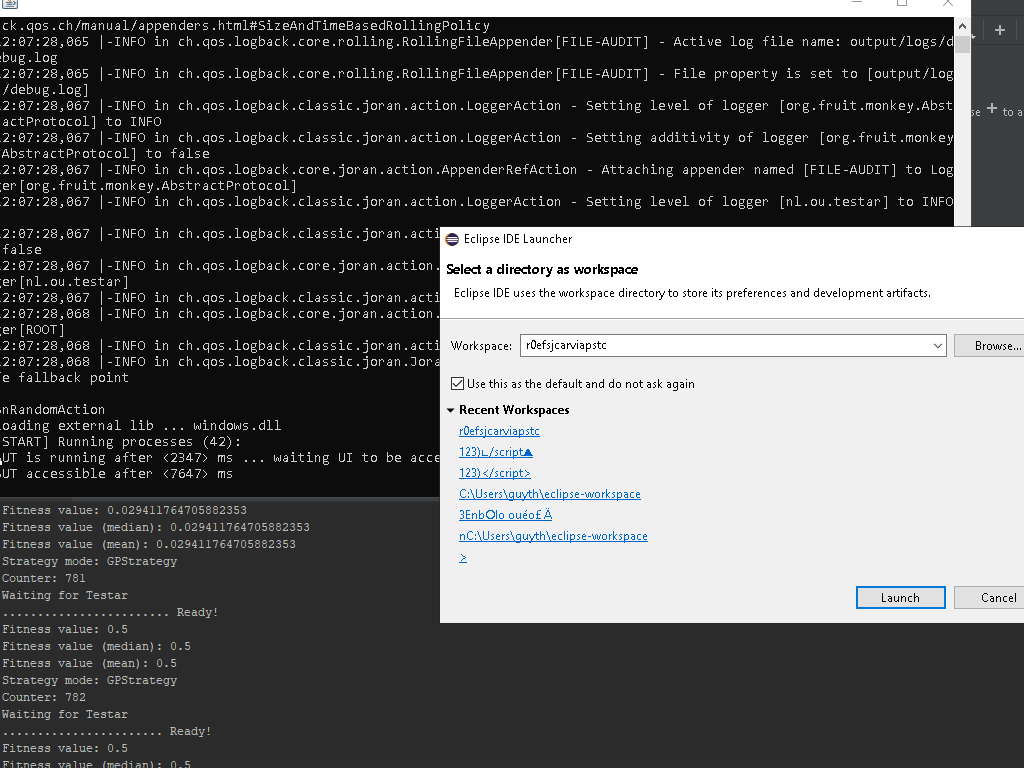 ck.qos.ch/manual/appenders.html#SizeAndTimeBasedRollingPolicy
2:07:28,065 |-INFO in ch.qos.logback.core.rolling.RollingFileAppender[FILE-AUDIT] - Active log file name: output/logs/d
ebug.log
2:07:28,065 |-INFO in ch.qos.logback.core.rolling.RollingFileAppender[FILE-AUDIT] - File property is set to [output/log
/debug.log]
2:07:28,067 |-INFO in ch.qos.logback.classic.joran.action.LoggerAction - Setting level of logger [org.fruit.monkey.Abst
actProtocol] to INFO
2:07:28,067 |-INFO in ch.qos.logback.classic.joran.action.LoggerAction - Setting additivity of logger [org.fruit.monkey
AbstractProtocol] to false
2:07:28,067 |-INFO in ch.qos.logback.core.joran.action.AppenderRefAction - Attaching appender named [FILE-AUDIT] to Log
ger[org.fruit.monkey.AbstractProtocol]
2:07:28,067 |-INFO in ch.qos.logback.classic.joran.action.LoggerAction - Setting level of logger [nl.ou.testar] to INFO
2:07:28,067 |-INFO in ch.qos.logback.classic.joran.acti
false
2:07:28,067 |-INFO in ch.qos.logback.core.joran.action.
ger[nl.ou.testar]
2:07:28,067 |-INFO in ch.qos.logback.classic.joran.acti
2:07:28,068 |-INFO in ch.qos.logback.core.joran.action.
ger[ROOT]
2:07:28,068 |-INFO in ch.qos.logback.classic.joran.acti
2:07:28,068 |-INFO in ch.qos.logback.classic.joran.Jora
fe fallback point
nRandomAction
oading external lib ... windows.dll
START] Running processes (42):
UT is running after <2347> ms ... waiting UI to be acce
UT accessible after <7647> ms
se + to a
Eclipse IDE Launcher
Select a directory as workspace
Eclipse IDE uses the workspace directory to store its preferences and development artifacts.
Workspace: r0efsjcarviapstc Browse...
Use this as the default and do not ask again
Recent Workspaces
r0efsjcarviapstc
123)∟/script▲
123)</script>
C:\Users\guyth\eclipse-workspace
nC:\Users\guyth\eclipse-workspace
>
Launch Cancel
Fitness value: 0.029411764705882353
Fitness value (median): 0.029411764705882353
Fitness value (mean): 0.029411764705882353
Strategy mode: GPStrategy
Counter: 781
Waiting for Testar
....................... Ready!
Fitness value: 0.5
Fitness value (median): 0.5
Fitness value (mean): 0.5
Strategy mode: GPStrategy
Counter: 782
Waiting for Testar
...................... Ready!
Fitness value: 0.5
Fitness value (median): 0.5